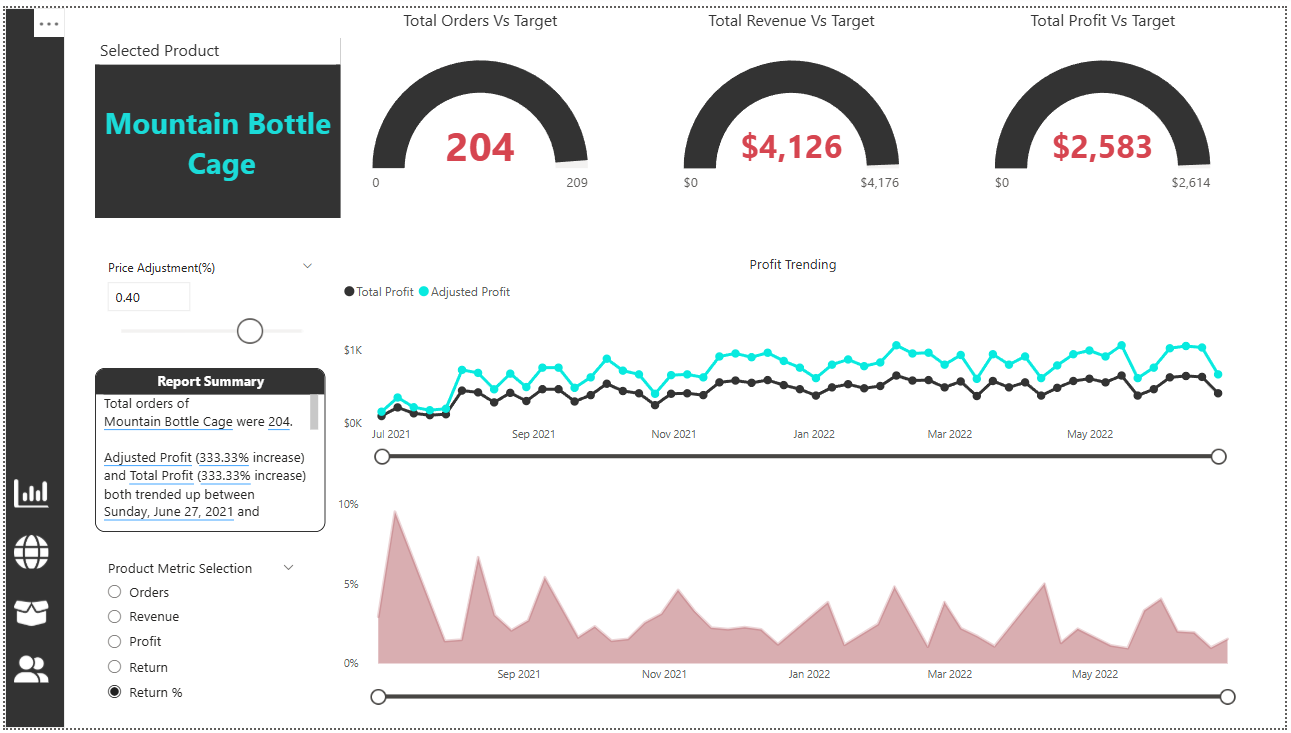 Total Orders Vs Target
Total Revenue Vs Target
Total Profit Vs Target
Selected Product
Mountain Bottle
Cage
204
0
209
$4,126
$0
$4,176
$2,583
$0
$2,614
Price Adjustment(%)
0.40
Report Summary
Total orders of
Mountain Bottle Cage were 204.
Adjusted Profit (333.33% increase)
and Total Profit (333.33% increase)
both trended up between
Sunday, June 27, 2021 and
Product Metric Selection
Orders
Revenue
Profit
Return
Return %
Profit Trending
Total Profit
Adjusted Profit
$1K
$0K
Jul 2021
Sep 2021
Nov 2021
Jan 2022
Mar 2022
May 2022
10%
5%
0%
Sep 2021
Nov 2021
Jan 2022
Mar 2022
May 2022